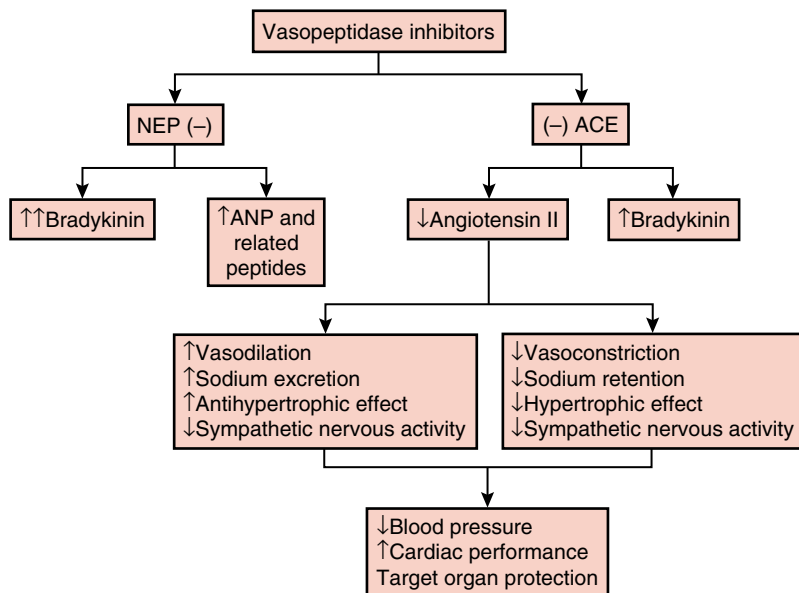 Vasopeptidase inhibitors
NEP (–)
(–) ACE
↑↑Bradykinin
↑ANP and
related
peptides
↓Angiotensin II
↑Bradykinin
↑Vasodilation
↑Sodium excretion
↑Antihypertrophic effect
↓Sympathetic nervous activity
↓Vasoconstriction
↓Sodium retention
↓Hypertrophic effect
↓Sympathetic nervous activity
↓Blood pressure
↑Cardiac performance
Target organ protection